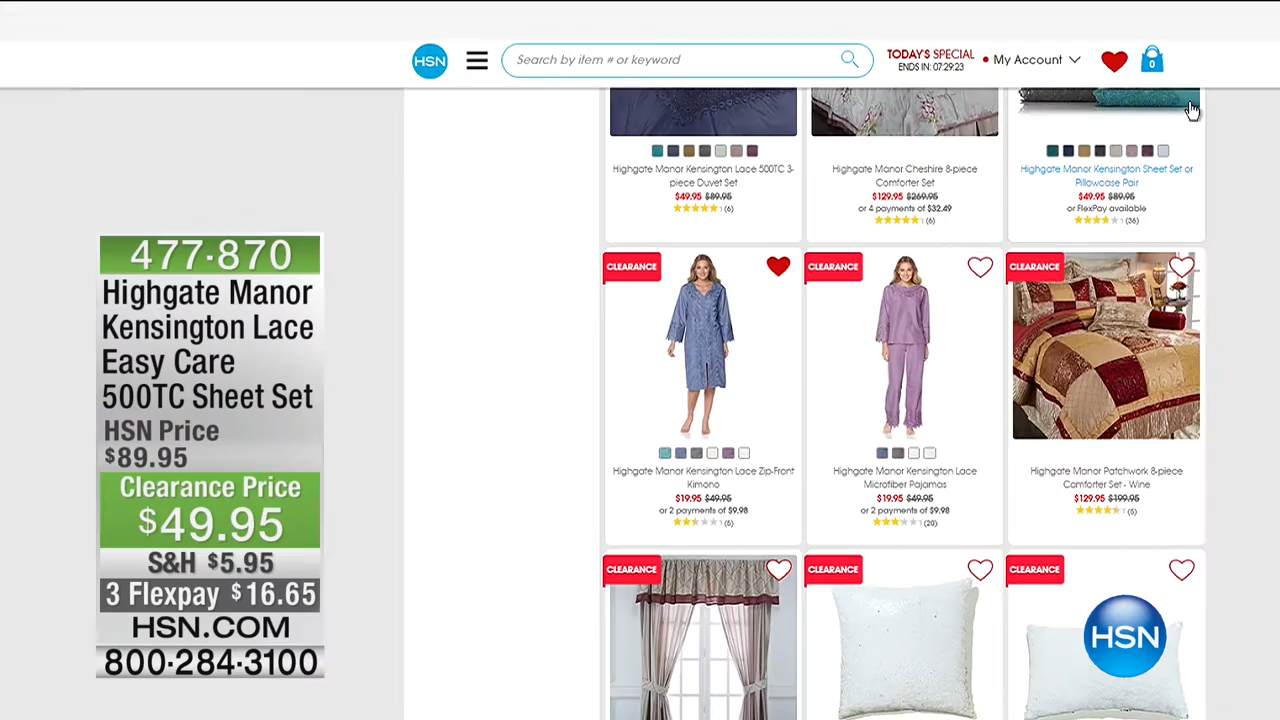 HSN
Search by item # or keyword
TODAY'S SPECIAL
ENDS IN: 07:29:23
My Account
0
Highgate Manor Kensington Lace 500TC 3-
piece Duvet Set
$49.95 $89.95
(6)
Highgate Manor Cheshire 8-piece
Comforter Set
$129.95 $269.95
or 4 payments of $32.49
(6)
Highgate Manor Kensington Sheet Set or
Pillowcase Pair
$49.95 $89.95
or FlexPay available
(36)
477-870
Highgate Manor
Kensington Lace
Easy Care
500TC Sheet Set
HSN Price
$89.95
Clearance Price
$49.95
S&H $5.95
3 Flexpay $16.65
HSN.COM
800-284-3100
CLEARANCE
Highgate Manor Kensington Lace Zip-Front
Kimono
$19.95 $49.95
or 2 payments of $9.98
(5)
CLEARANCE
Highgate Manor Kensington Lace
Microfiber Pajamas
$19.95 $49.95
or 2 payments of $9.98
(20)
CLEARANCE
Highgate Manor Patchwork 8-piece
Comforter Set - Wine
$129.95 $199.95
(5)
CLEARANCE
CLEARANCE
CLEARANCE
HSN